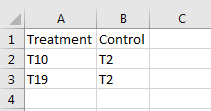 A B C
1 Treatment Control
2 T10 T2
3 T19 T2
4